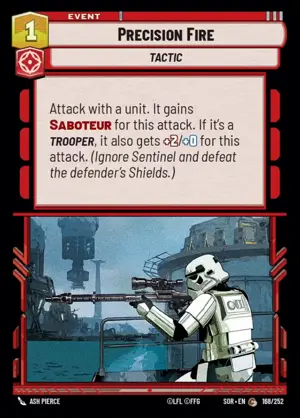 1
EVENT
PRECISION FIRE
TACTIC
Attack with a unit. It gains
SABOTEUR for this attack. If it's a
TROOPER, it also gets +2/+0 for this
attack. (Ignore Sentinel and defeat
the defender's Shields.)
ASH PIERCE
©LFL ©FFG
SOR • EN C 168/252